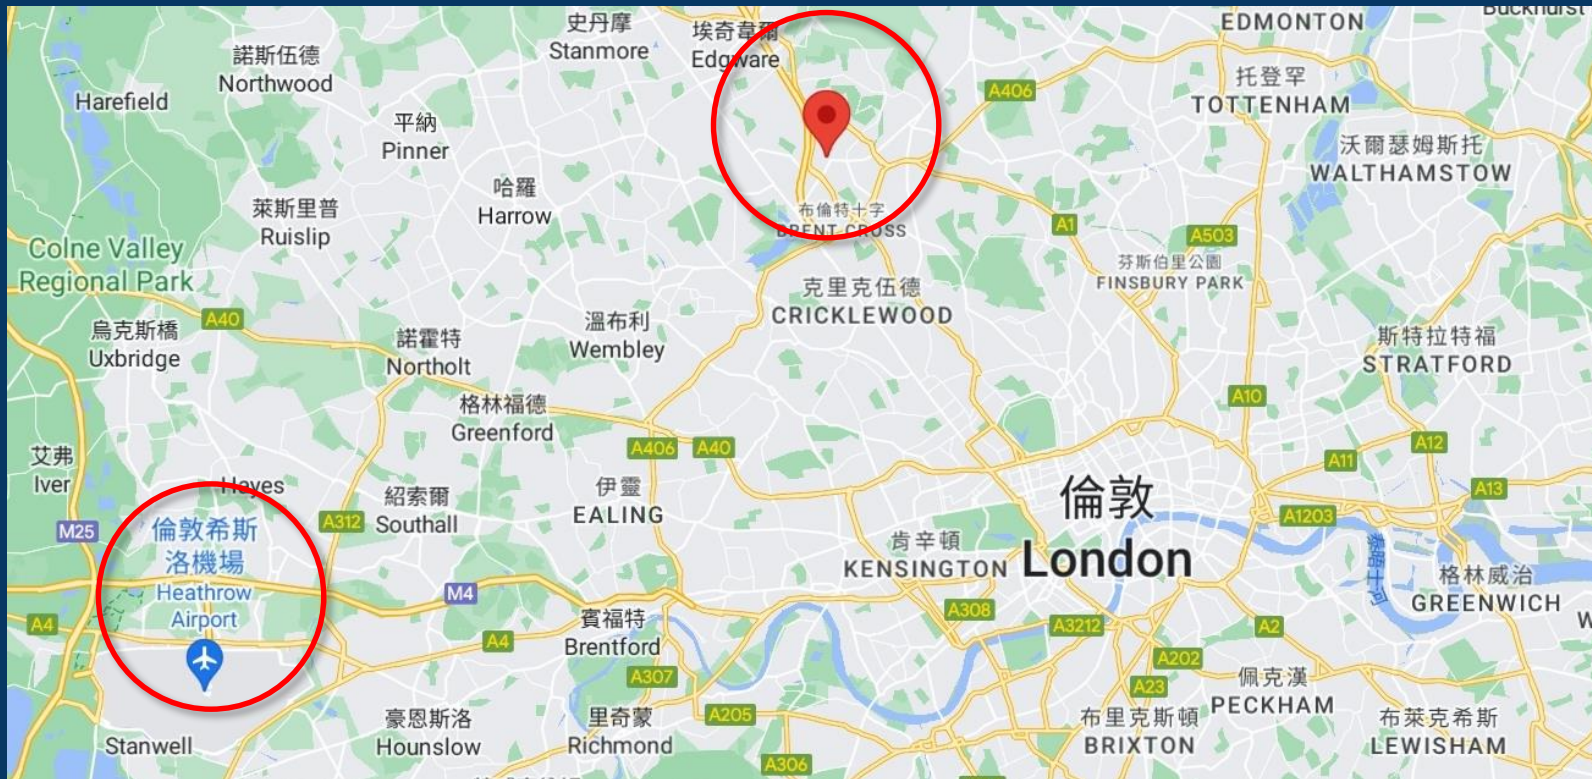 史丹摩
Stanmore
埃奇韋爾
Edgware
EDMONTON
諾斯伍德
Northwood
Harefield
平納
Pinner
A406
托登罕
TOTTENHAM
沃爾瑟姆斯托
WALTHAMSTOW
哈羅
Harrow
萊斯里普
Ruislip
布倫特十字
BRENT CROSS
A1
A503
Colne Valley
Regional Park
芬斯伯里公園
FINSBURY PARK
克里克伍德
CRICKLEWOOD
A40
烏克斯橋
Uxbridge
諾霍特
Northolt
溫布利
Wembley
斯特拉特福
STRATFORD
格林福德
Greenford
A10
A406
A40
A12
A11
艾弗
Iver
Hayes
紹索爾
Southall
伊靈
EALING
倫敦
London
A13
A1203
M25
倫敦希斯
洛機場
Heathrow
Airport
A312
肯辛頓
KENSINGTON
格林威治
GREENWICH
M4
A4
A4
賓福特
Brentford
A308
A3212
A2
A202
A307
A23
佩克漢
PECKHAM
豪恩斯洛
Hounslow
里奇蒙
Richmond
A205
布里克斯頓
BRIXTON
布萊克希斯
LEWISHAM
Stanwell
A306